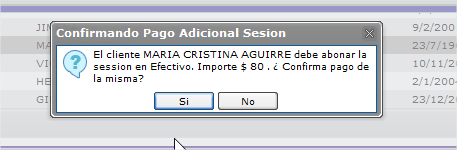 Confirmando Pago Adicional Sesion
JI
9/2/200
El cliente MARIA CRISTINA AGUIRRE debe abonar la
MA
23/7/19
session en Efectivo. Importe $ 80 . ¿ Confirma pago de
VI
10/11/20
la misma?
HE
2/1/2004
GI
23/12/20
Si No